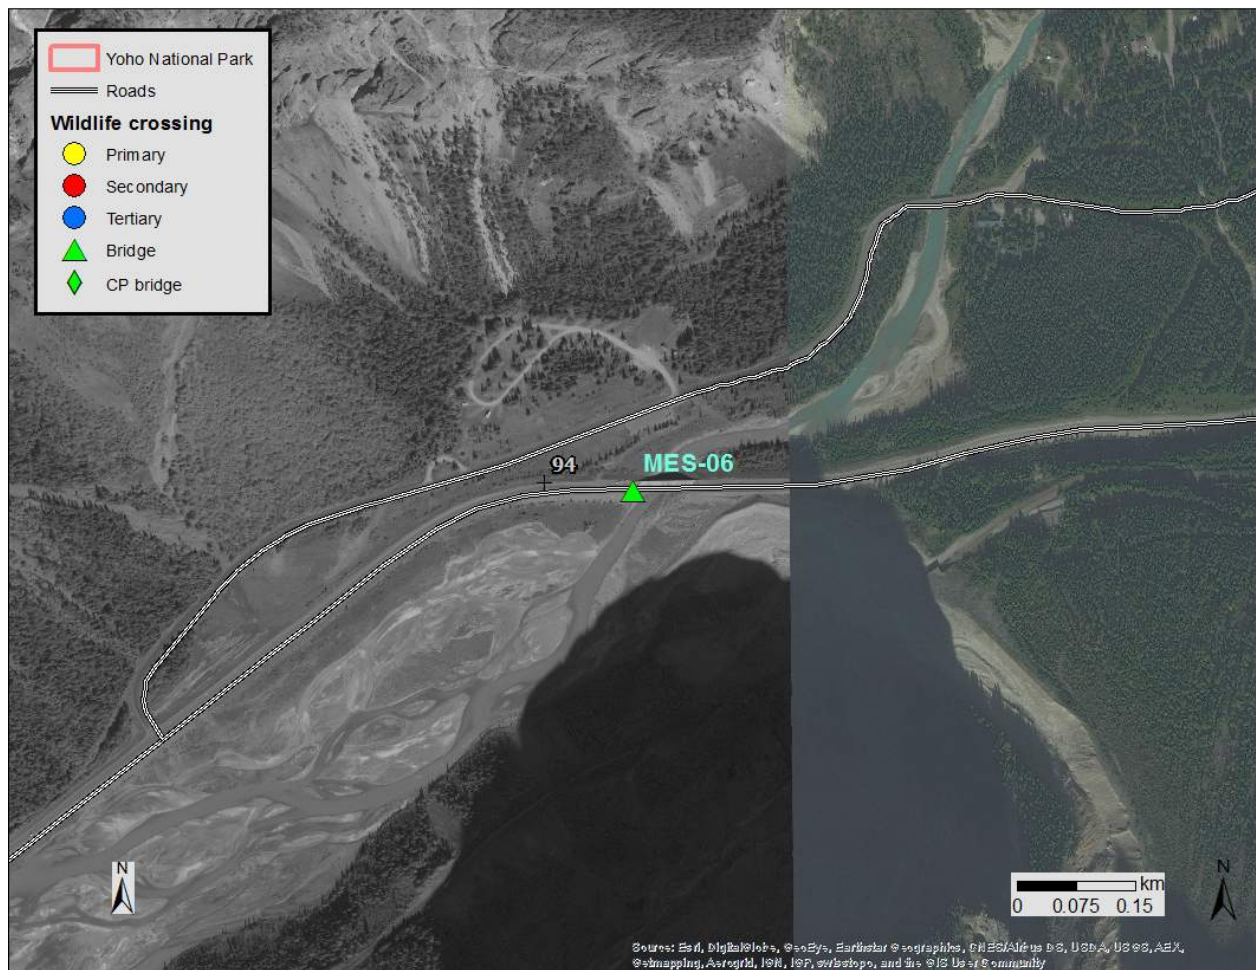 Yoho National Park
Roads
Wildlife crossing
Primary
Secondary
Tertiary
Bridge
CP bridge
94
MES-06
N
N
km
0 0.075 0.15
Source: Esri, DigitalGlobe, GeoEye, Earthstar Geographics, CNES/Airbus DS, USDA, USGS, AEX,
Getmapping, Aerogrid, IGN, IGP, swisstopo, and the GIS User Community